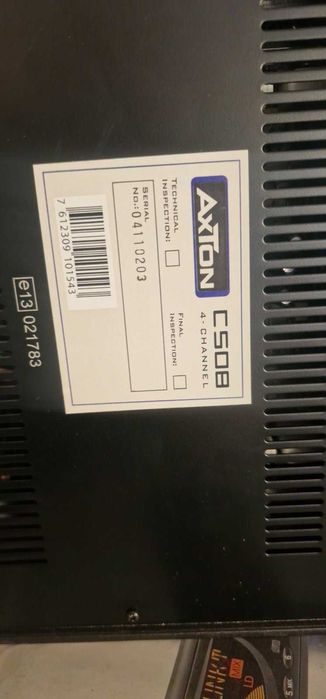 AXTON C508
4-CHANNEL
TECHNICAL INSPECTION:
FINAL INSPECTION:
SERIAL NO.: 04110203
7 612309 101543
e13 021783